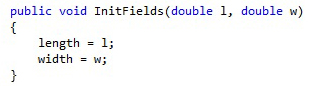 public void InitFields(double l, double w)
{
    length = l;
    width = w;
}